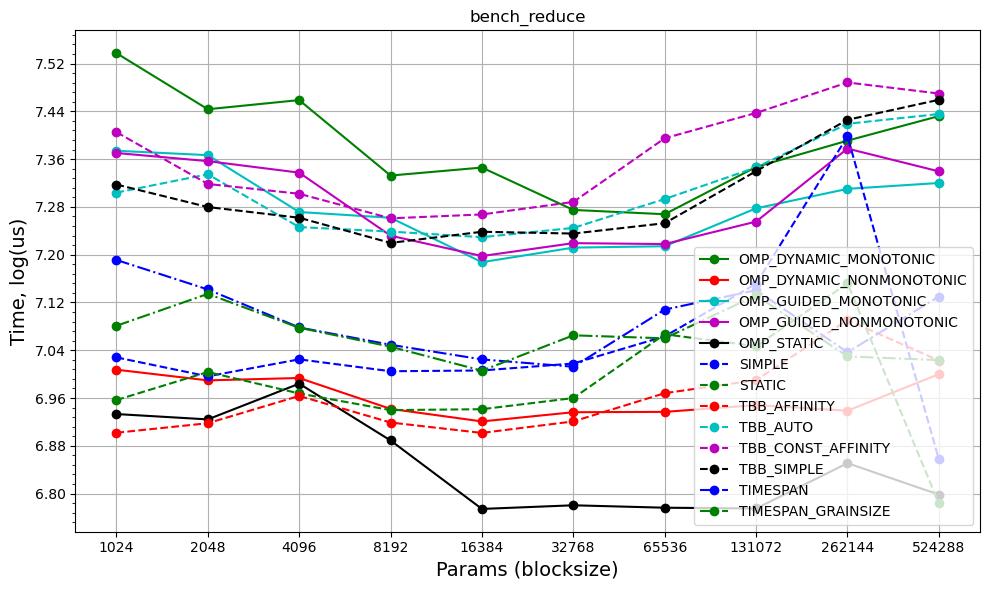 bench_reduce
Time, log(us)
7.52
7.44
7.36
7.28
7.20
7.12
7.04
6.96
6.88
6.80
OMP_DYNAMIC_MONOTONIC
OMP_DYNAMIC_NONMONOTONIC
OMP_GUIDED_MONOTONIC
OMP_GUIDED_NONMONOTONIC
OMP_STATIC
SIMPLE
STATIC
TBB_AFFINITY
TBB_AUTO
TBB_CONST_AFFINITY
TBB_SIMPLE
TIMESPAN
TIMESPAN_GRAINSIZE
1024 2048 4096 8192 16384 32768 65536 131072 262144 524288
Params (blocksize)